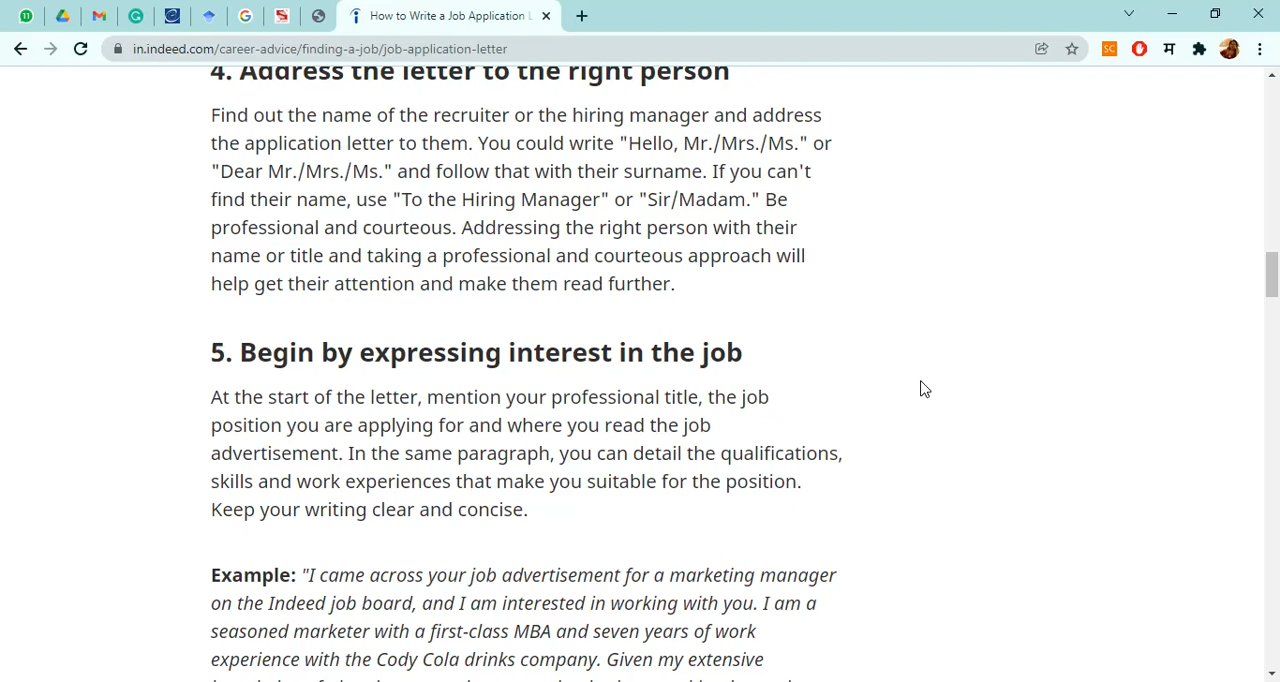 How to Write a Job Application L
in.indeed.com/career-advice/finding-a-job/job-application-letter
4. Address the letter to the right person
Find out the name of the recruiter or the hiring manager and address
the application letter to them. You could write "Hello, Mr./Mrs./Ms." or
"Dear Mr./Mrs./Ms." and follow that with their surname. If you can't
find their name, use "To the Hiring Manager" or "Sir/Madam." Be
professional and courteous. Addressing the right person with their
name or title and taking a professional and courteous approach will
help get their attention and make them read further.
5. Begin by expressing interest in the job
At the start of the letter, mention your professional title, the job
position you are applying for and where you read the job
advertisement. In the same paragraph, you can detail the qualifications,
skills and work experiences that make you suitable for the position.
Keep your writing clear and concise.
Example: "I came across your job advertisement for a marketing manager
on the Indeed job board, and I am interested in working with you. I am a
seasoned marketer with a first-class MBA and seven years of work
experience with the Cody Cola drinks company. Given my extensive